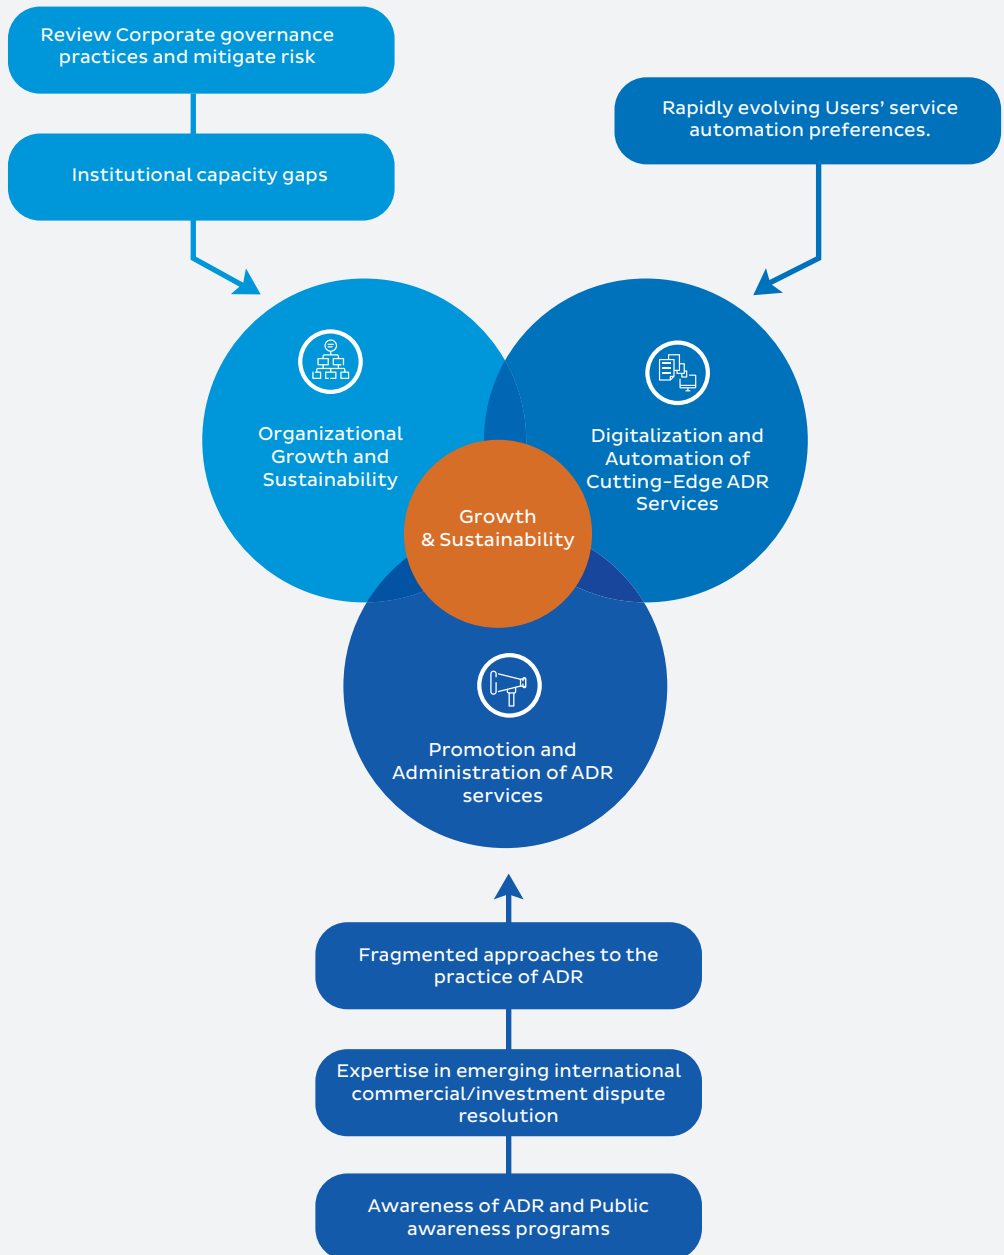 Review Corporate governance
practices and mitigate risk
Rapidly evolving Users' service
automation preferences.
Institutional capacity gaps
Organizational
Growth and
Sustainability
Digitalization and
Automation of
Cutting-Edge ADR
Services
Growth
& Sustainability
Promotion and
Administration of ADR
services
Fragmented approaches to the
practice of ADR
Expertise in emerging international
commercial/investment dispute
resolution
Awareness of ADR and Public
awareness programs